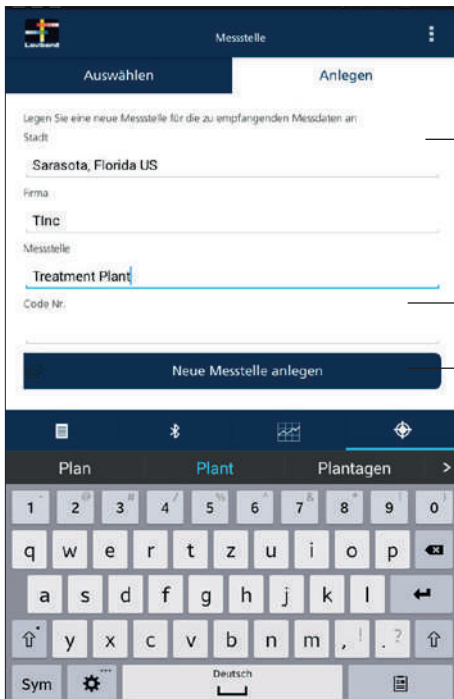 Lovibond
Messstelle
Auswählen Anlegen
Legen Sie eine neue Messstelle für die zu empfangenden Messdaten an
Stadt
Sarasota, Florida US
Firma
TInc
Messstelle
Treatment Plant
Code Nr.
Neue Messtelle anlegen
Plan Plant Plantagen >
1 2 @ 3 # 4 / 5 % 6 ^ 7 & 8 * 9 ( 0 )
q w e r t z u i o p
a s d f g h j k l
y x c v b n m , ! . ?
Sym Deutsch